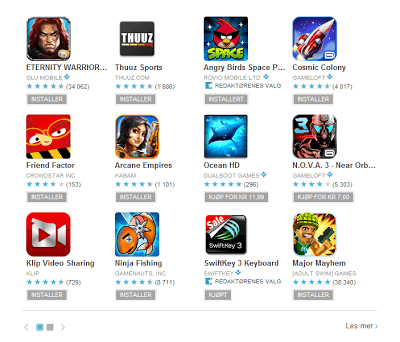 THUUZ
SPACE
ETERNITY WARRIOR...
GLU MOBILE
(34 062)
INSTALLER
Thuuz Sports
THUUZ.COM
(1 886)
INSTALLER
Angry Birds Space P...
ROVIO MOBILE LTD.
REDAKTØRENES VALG
INSTALLERT
Cosmic Colony
GAMELOFT
(4 817)
INSTALLER
Friend Factor
CROWDSTAR INC
(153)
INSTALLER
Arcane Empires
KABAM
(1 101)
INSTALLER
Ocean HD
DUALBOOT GAMES
(296)
KJØP FOR KR 11,99
N.O.V.A. 3 - Near Orb...
GAMELOFT
(5 303)
KJØP FOR KR 7,00
Sale
SwiftKey 3
Klip Video Sharing
KLIP
(729)
INSTALLER
Ninja Fishing
GAMENAUTS, INC.
(8 711)
INSTALLER
SwiftKey 3 Keyboard
SWIFTKEY
REDAKTØRENES VALG
KJØPT
Major Mayhem
[ADULT SWIM] GAMES
(38 340)
INSTALLER
Les mer ›